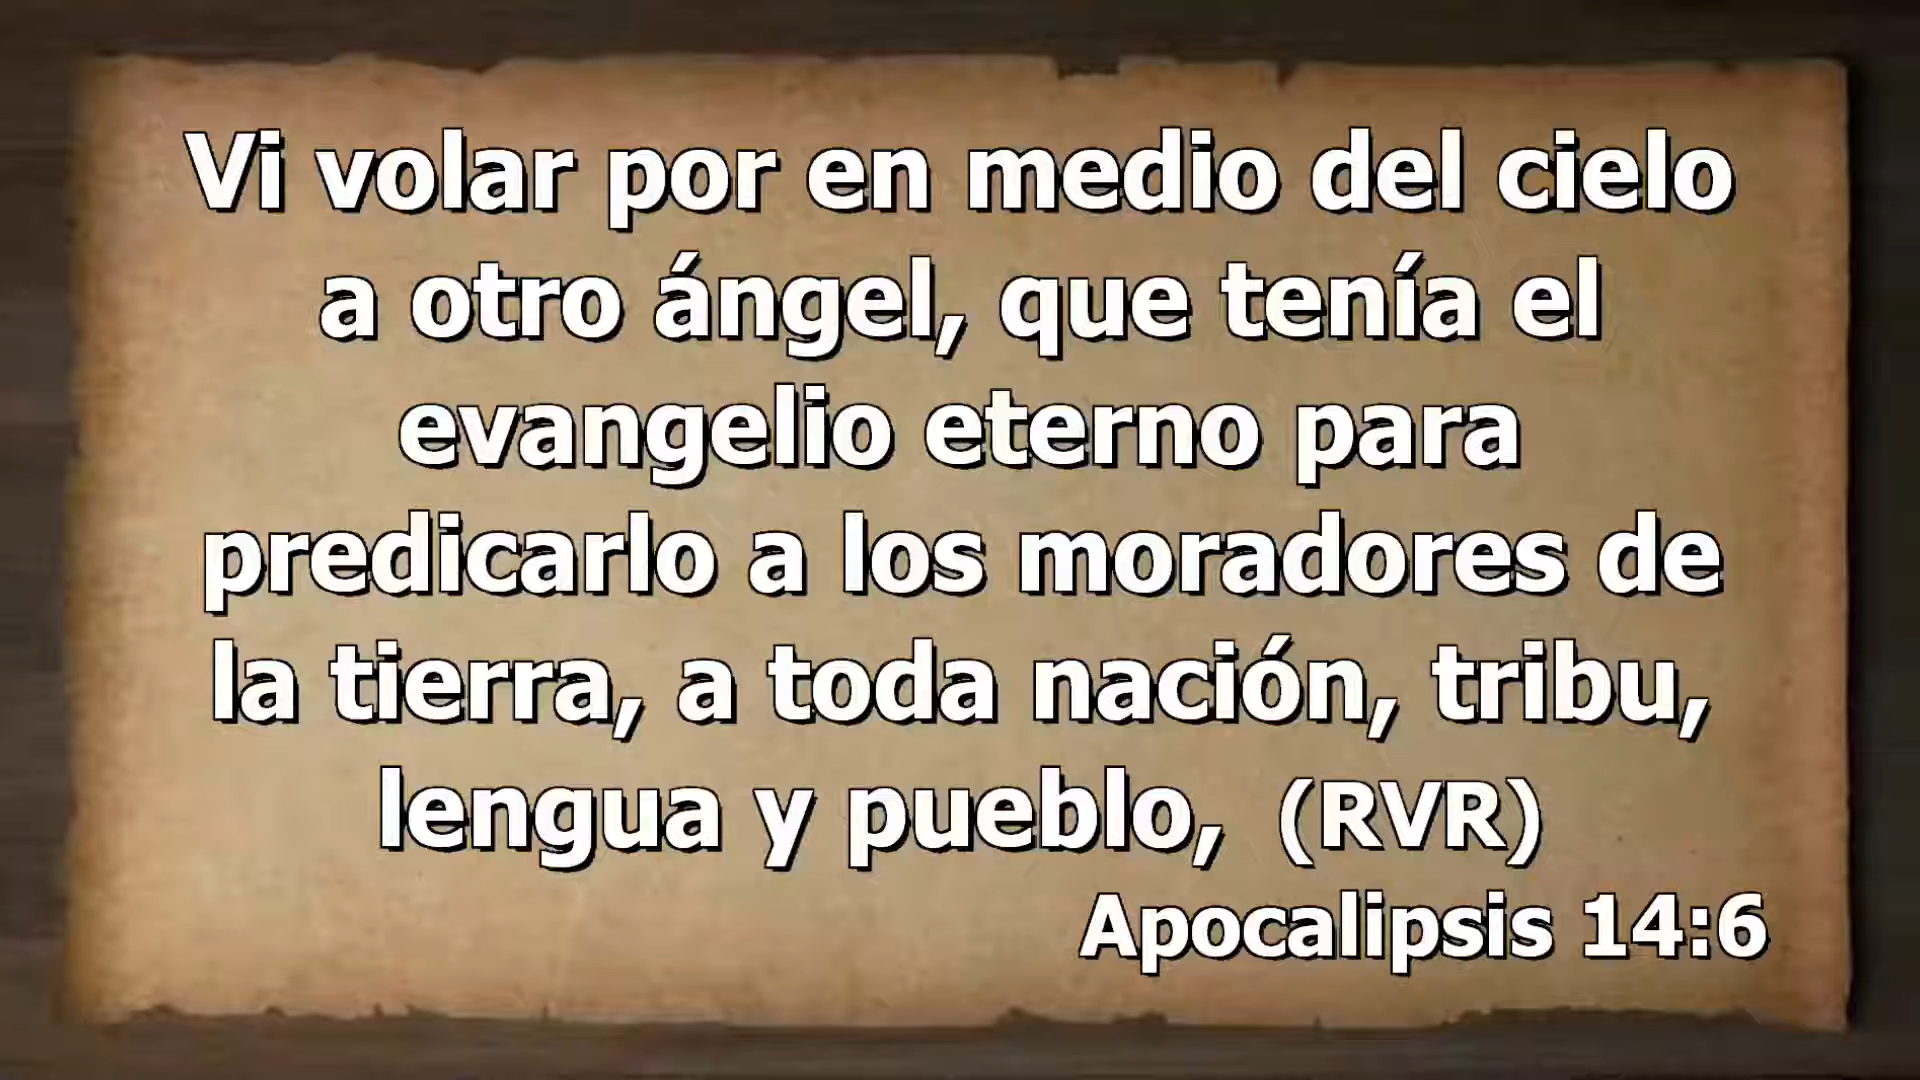 Vi volar por en medio del cielo
a otro ángel, que tenía el
evangelio eterno para
predicarlo a los moradores de
la tierra, a toda nación, tribu,
lengua y pueblo, (RVR)
Apocalipsis 14:6